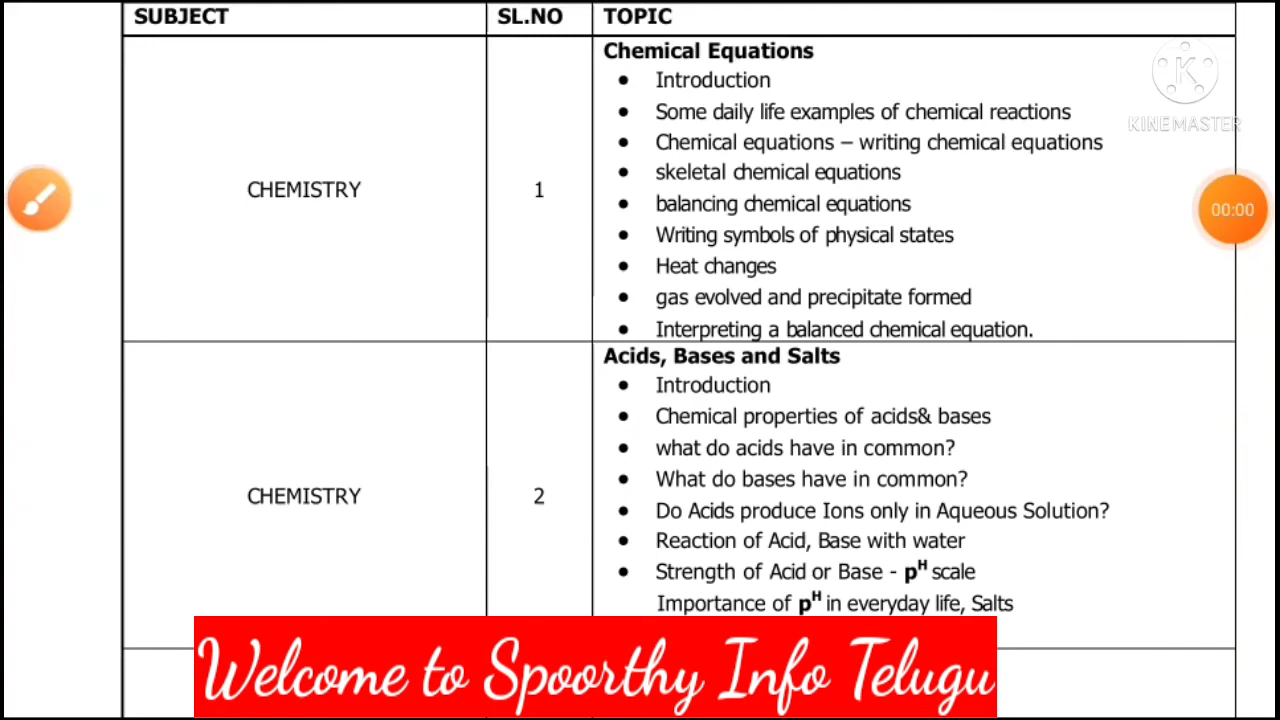 SUBJECT SL.NO TOPIC
Chemical Equations
• Introduction
• Some daily life examples of chemical reactions
• Chemical equations – writing chemical equations
• skeletal chemical equations
CHEMISTRY 1
• balancing chemical equations
• Writing symbols of physical states
• Heat changes
• gas evolved and precipitate formed
• Interpreting a balanced chemical equation.
Acids, Bases and Salts
• Introduction
• Chemical properties of acids& bases
• what do acids have in common?
• What do bases have in common?
CHEMISTRY 2
• Do Acids produce Ions only in Aqueous Solution?
• Reaction of Acid, Base with water
• Strength of Acid or Base - pᴴ scale
Importance of pᴴ in everyday life, Salts
K
KINEMASTER
00:00
Welcome to Spoorthy Info Telugu